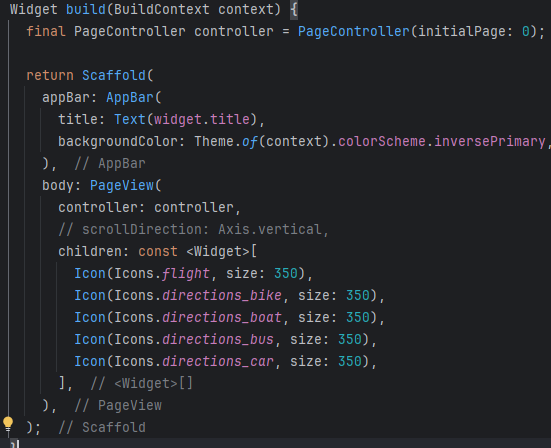 Widget build(BuildContext context) {
final PageController controller = PageController(initialPage: 0);
return Scaffold(
appBar: AppBar(
title: Text(widget.title),
backgroundColor: Theme.of(context).colorScheme.inversePrimary,
), // AppBar
body: PageView(
controller: controller,
// scrollDirection: Axis.vertical,
children: const <Widget>[
Icon(Icons.flight, size: 350),
Icon(Icons.directions_bike, size: 350),
Icon(Icons.directions_boat, size: 350),
Icon(Icons.directions_bus, size: 350),
Icon(Icons.directions_car, size: 350),
], // <Widget>[]
), // PageView
); // Scaffold
}